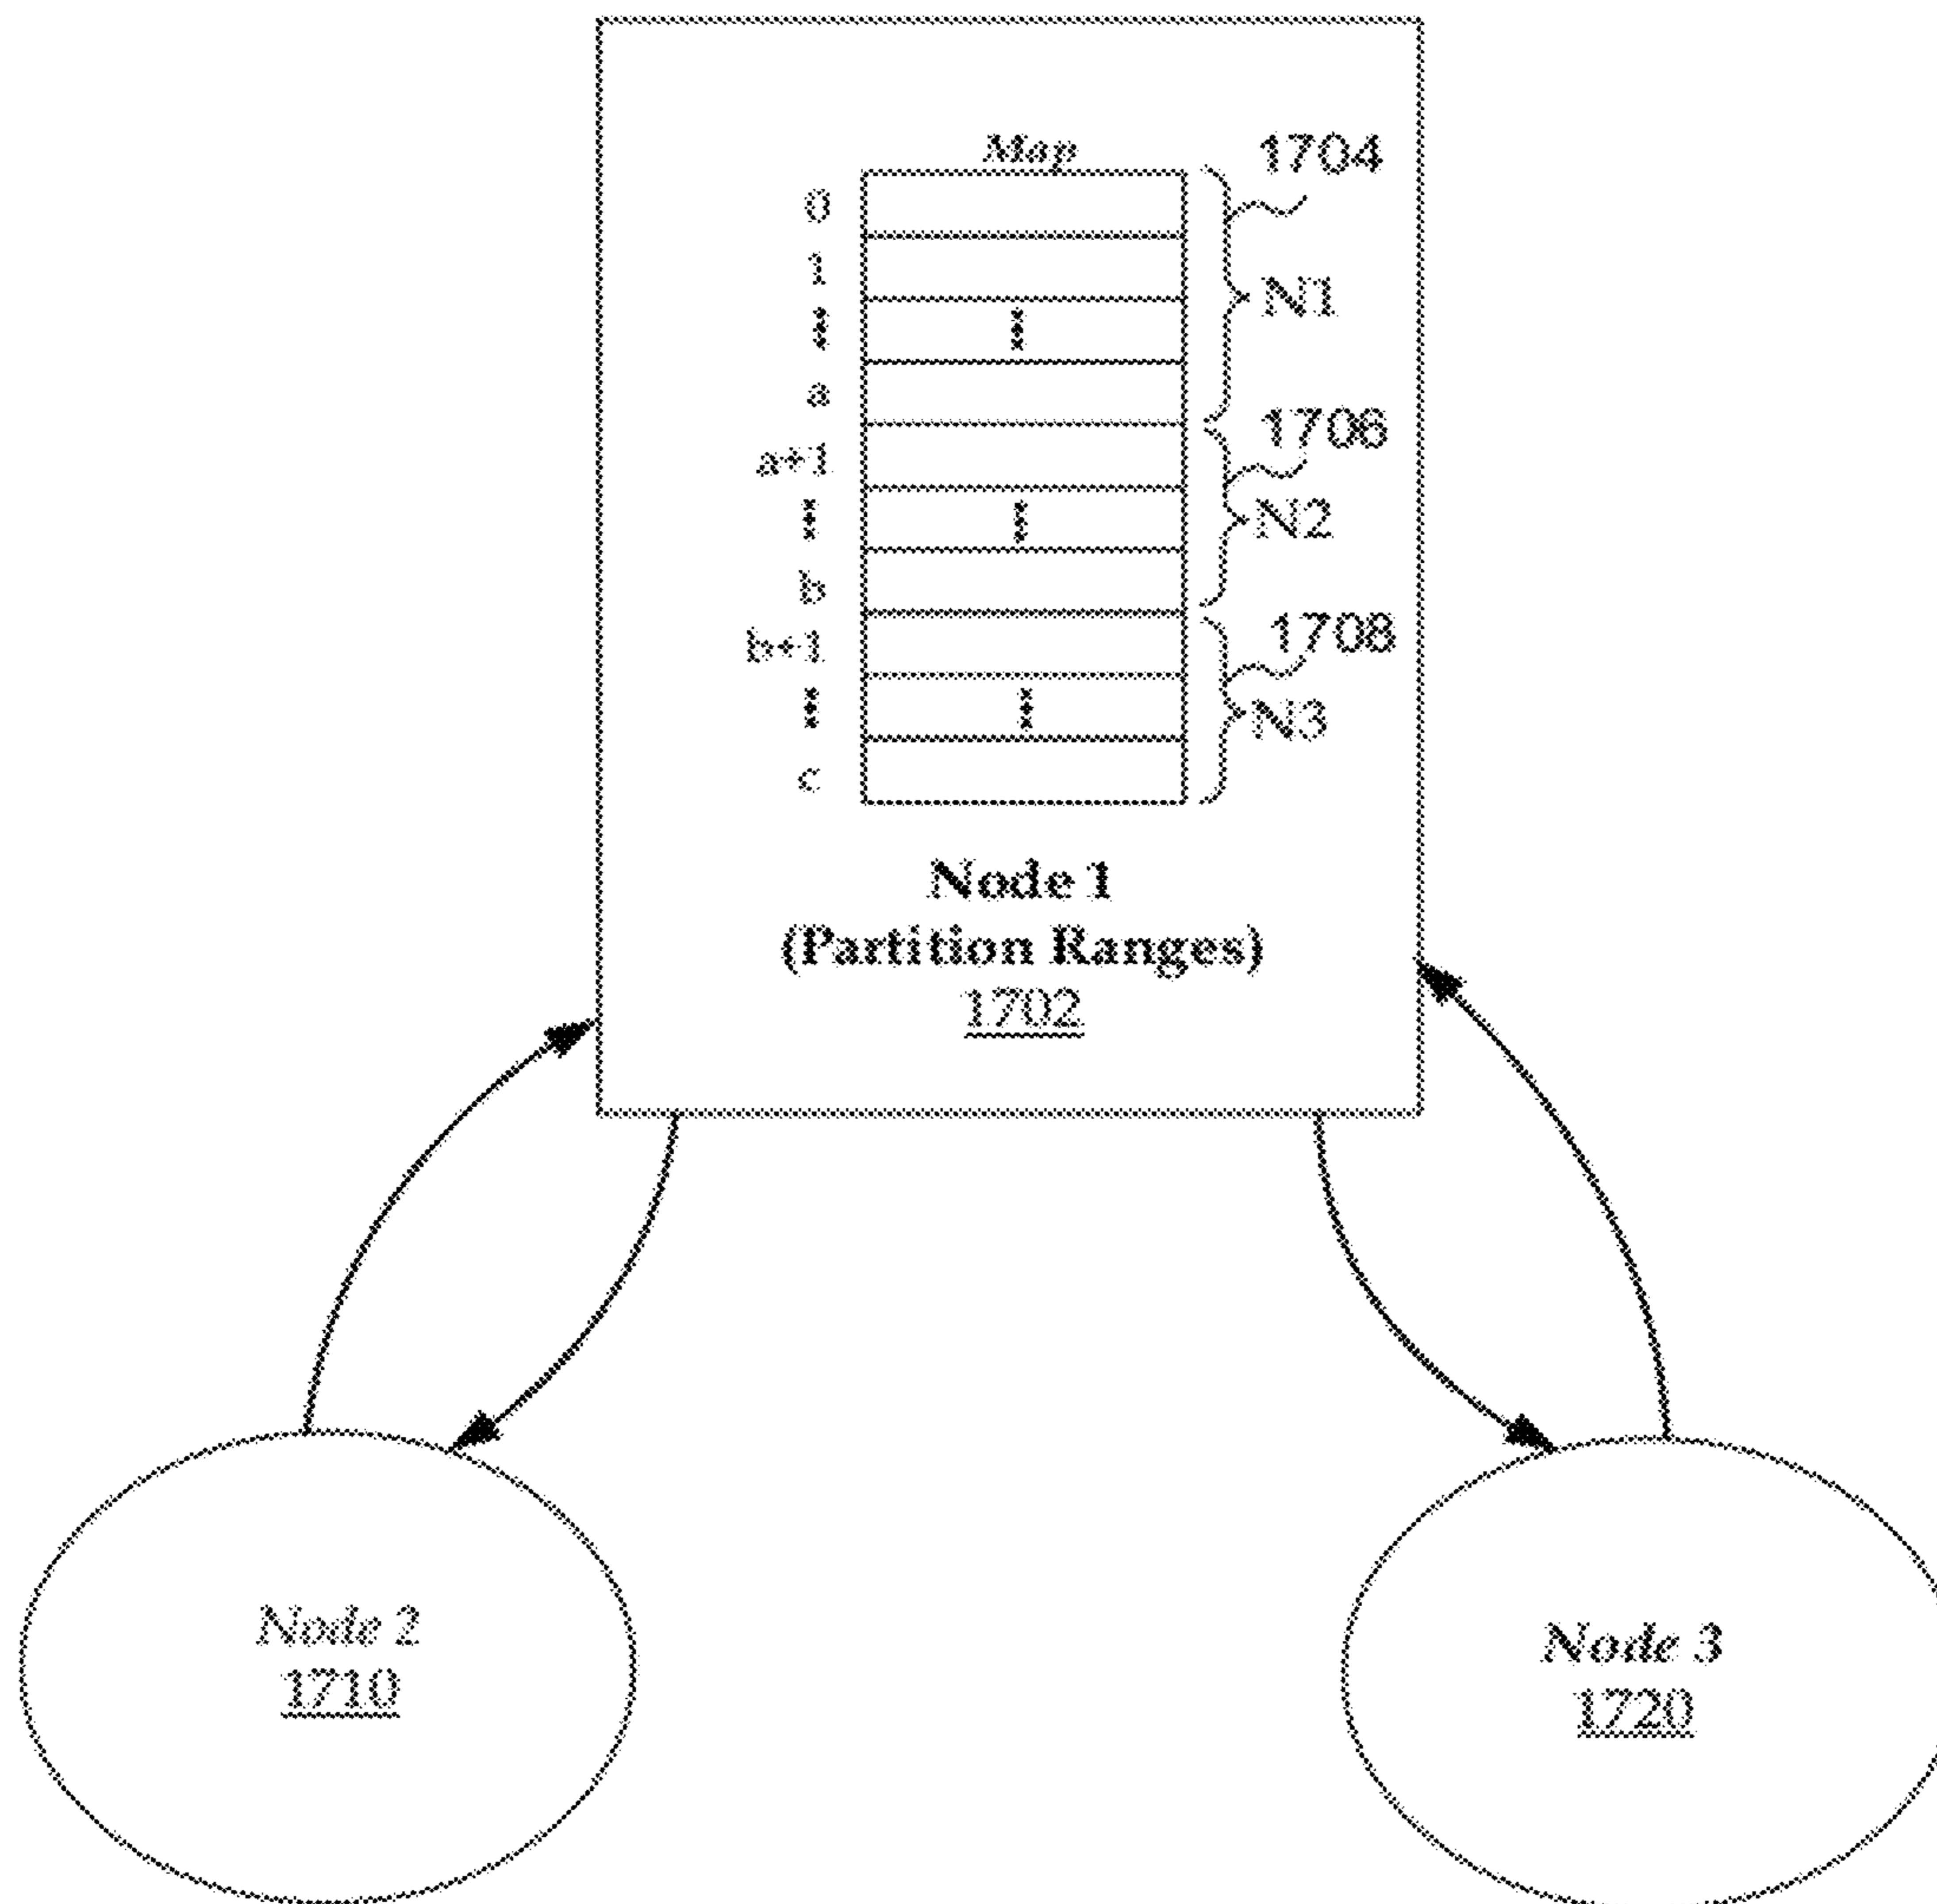 Map
1704
0
1
N1
a
1706
a+1
N2
b
1708
b+1
N3
c
Node 1
(Partition Ranges)
1702
Node 2
1710
Node 3
1720